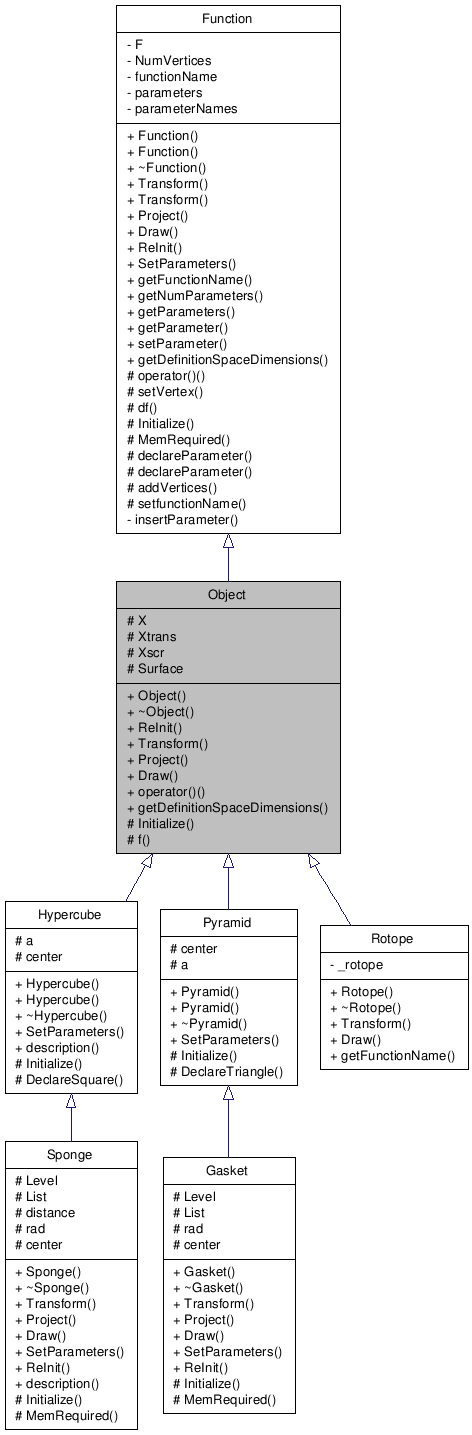 Function
- F
- NumVertices
- functionName
- parameters
- parameterNames
+ Function()
+ Function()
+ ~Function()
+ Transform()
+ Transform()
+ Project()
+ Draw()
+ ReInit()
+ SetParameters()
+ getFunctionName()
+ getNumParameters()
+ getParameters()
+ getParameter()
+ setParameter()
+ getDefinitionSpaceDimensions()
# operator()()
# setVertex()
# df()
# Initialize()
# MemRequired()
# declareParameter()
# declareParameter()
# addVertices()
# setfunctionName()
- insertParameter()
Object
# X
# Xtrans
# Xscr
# Surface
+ Object()
+ ~Object()
+ ReInit()
+ Transform()
+ Project()
+ Draw()
+ operator()()
+ getDefinitionSpaceDimensions()
# Initialize()
# f()
Hypercube
# a
# center
+ Hypercube()
+ Hypercube()
+ ~Hypercube()
+ SetParameters()
+ description()
# Initialize()
# DeclareSquare()
Pyramid
# center
# a
+ Pyramid()
+ Pyramid()
+ ~Pyramid()
+ SetParameters()
# Initialize()
# DeclareTriangle()
Rotope
- _rotope
+ Rotope()
+ ~Rotope()
+ Transform()
+ Draw()
+ getFunctionName()
Sponge
# Level
# List
# distance
# rad
# center
+ Sponge()
+ ~Sponge()
+ Transform()
+ Project()
+ Draw()
+ SetParameters()
+ ReInit()
+ description()
# Initialize()
# MemRequired()
Gasket
# Level
# List
# rad
# center
+ Gasket()
+ ~Gasket()
+ Transform()
+ Project()
+ Draw()
+ SetParameters()
+ ReInit()
# Initialize()
# MemRequired()